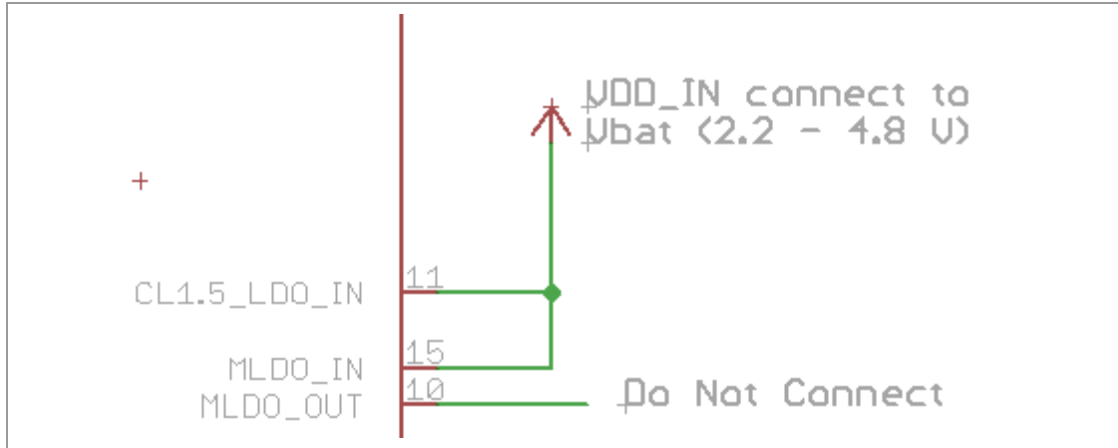 VDD_IN connect to
Vbat (2.2 - 4.8 V)
11
CL1.5_LDO_IN
15
MLDO_IN
10
MLDO_OUT
Do Not Connect